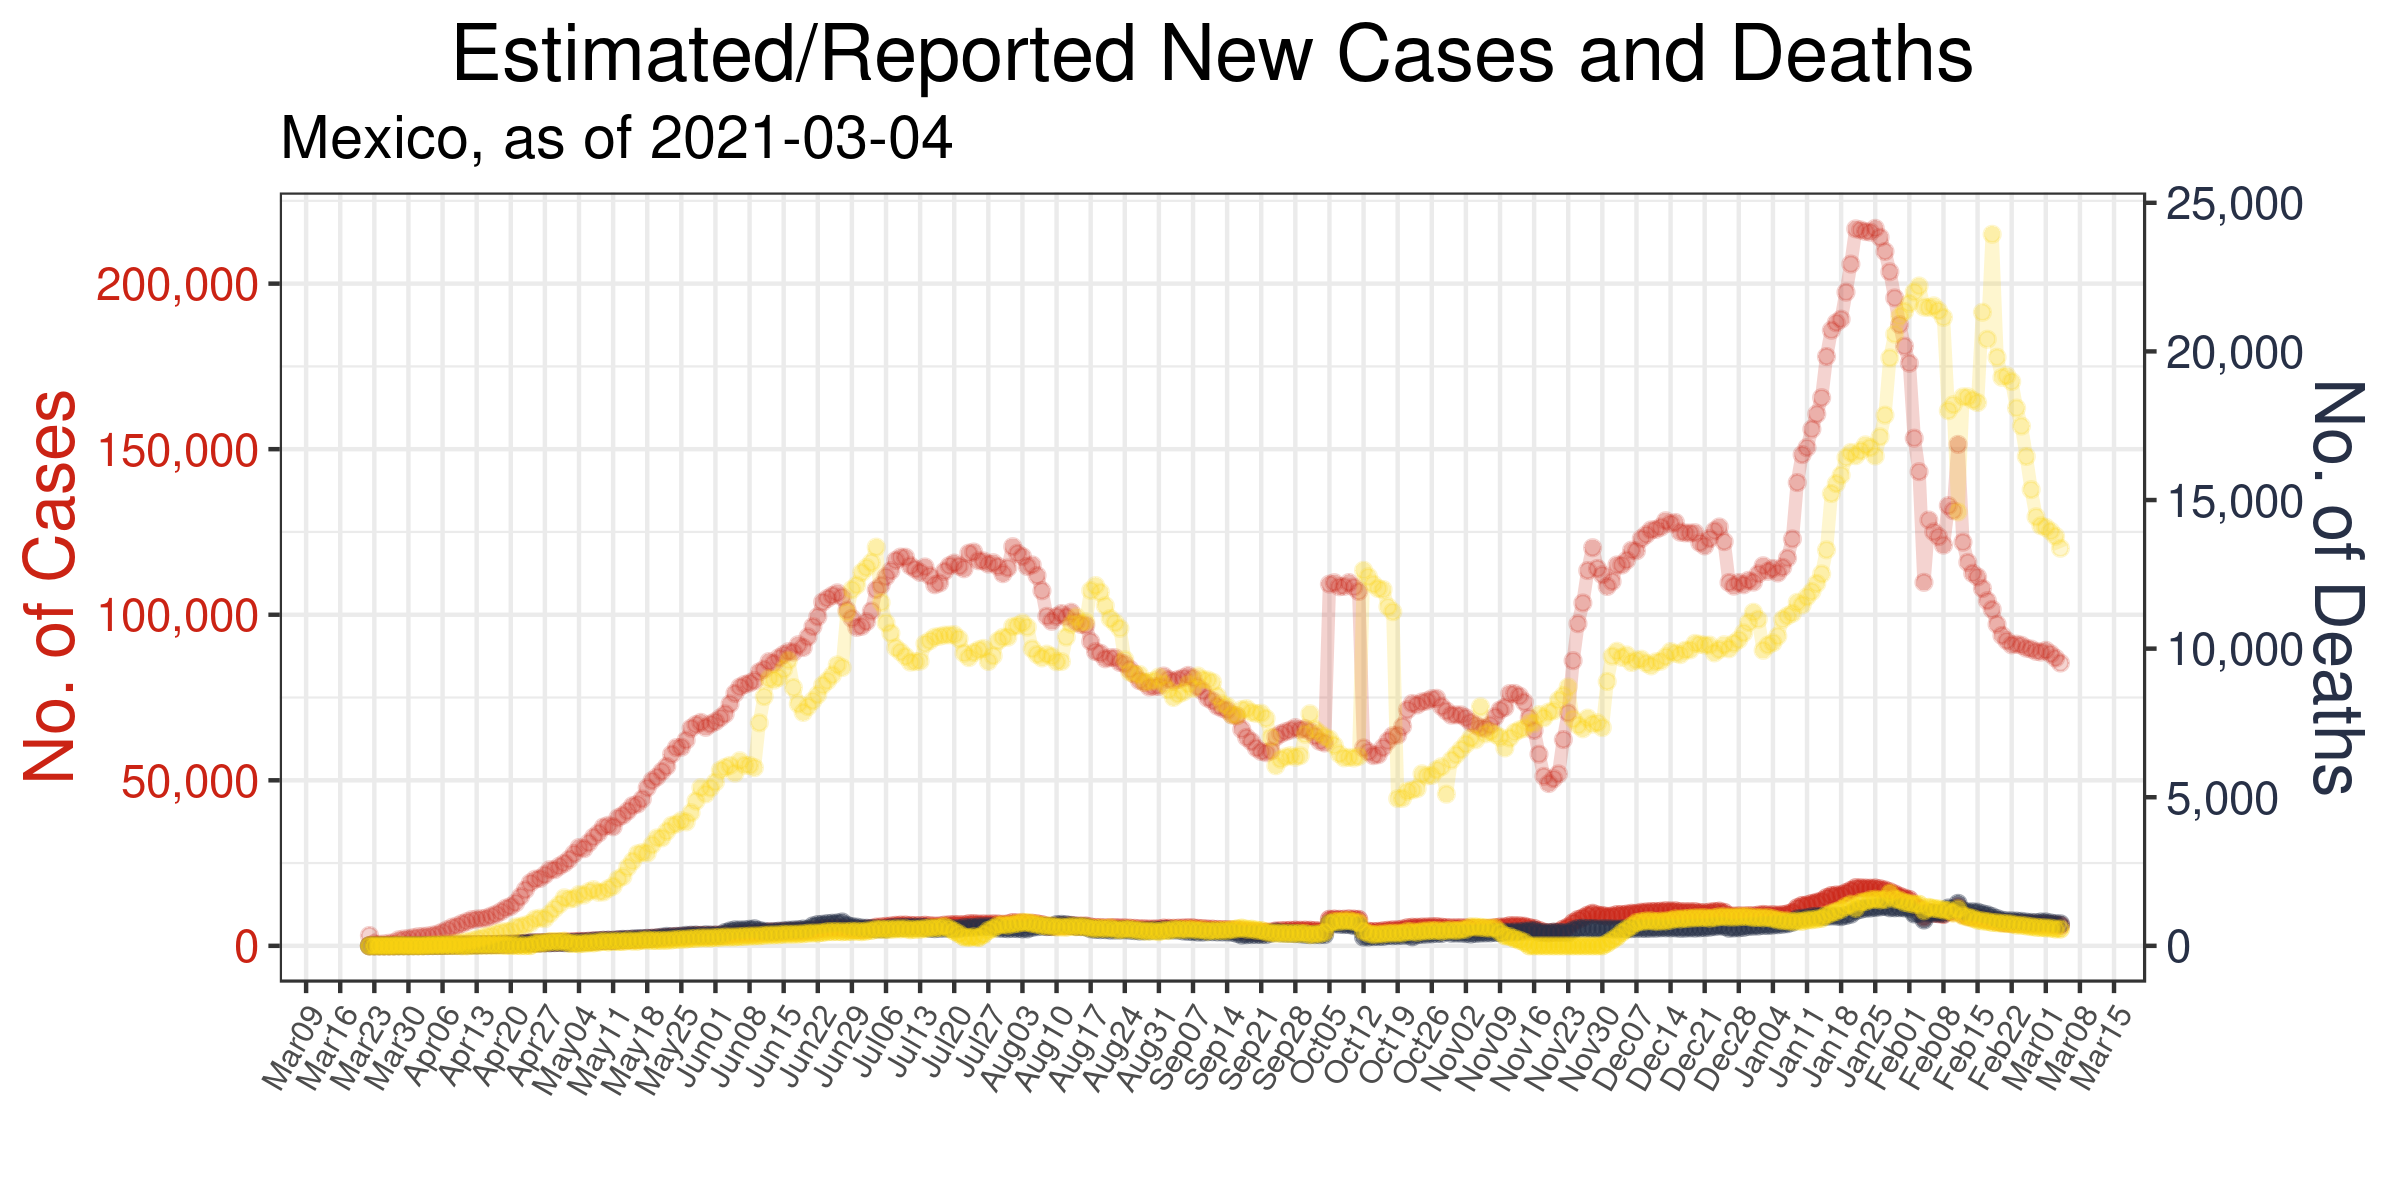 Estimated/Reported New Cases and Deaths
Mexico, as of 2021-03-04
No. of Cases
200,000
150,000
100,000
50,000
0
25,000
20,000
15,000
10,000
5,000
0
No. of Deaths
Mar09 Mar16 Mar23 Mar30 Apr06 Apr13 Apr20 Apr27 May04 May11 May18 May25 Jun01 Jun08 Jun15 Jun22 Jun29 Jul06 Jul13 Jul20 Jul27 Aug03 Aug10 Aug17 Aug24 Aug31 Sep07 Sep14 Sep21 Sep28 Oct05 Oct12 Oct19 Oct26 Nov02 Nov09 Nov16 Nov23 Nov30 Dec07 Dec14 Dec21 Dec28 Jan04 Jan11 Jan18 Jan25 Feb01 Feb08 Feb15 Feb22 Mar01 Mar08 Mar15